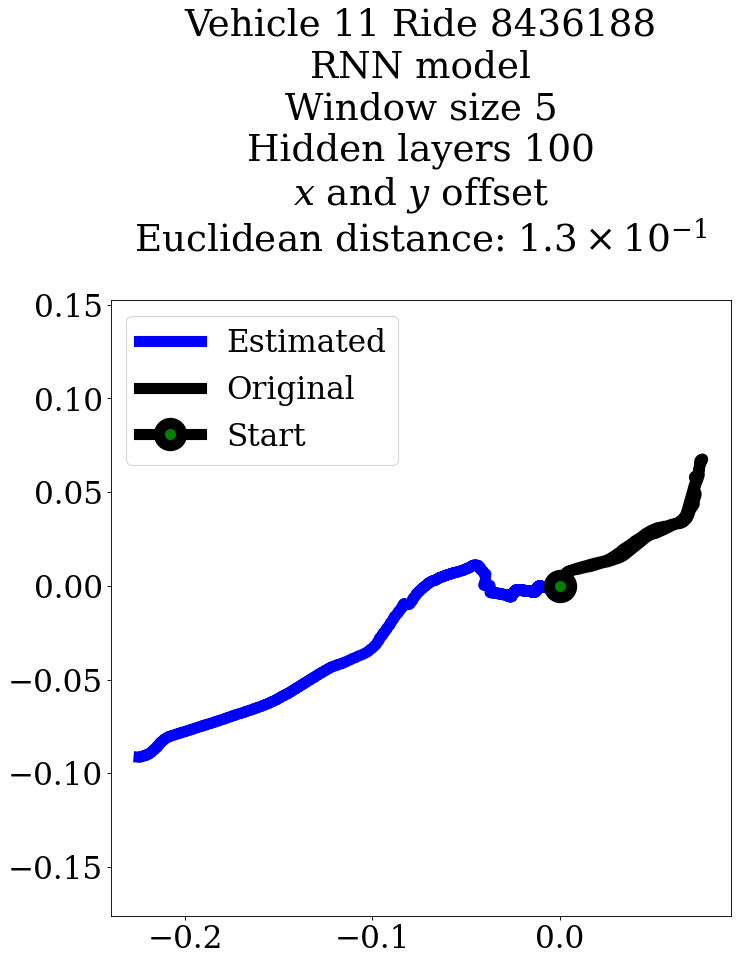 Vehicle 11 Ride 8436188
RNN model
Window size 5
Hidden layers 100
x and y offset
Euclidean distance: 1.3 × 10⁻¹
Estimated
Original
Start
0.15
0.10
0.05
0.00
−0.05
−0.10
−0.15
−0.2
−0.1
0.0